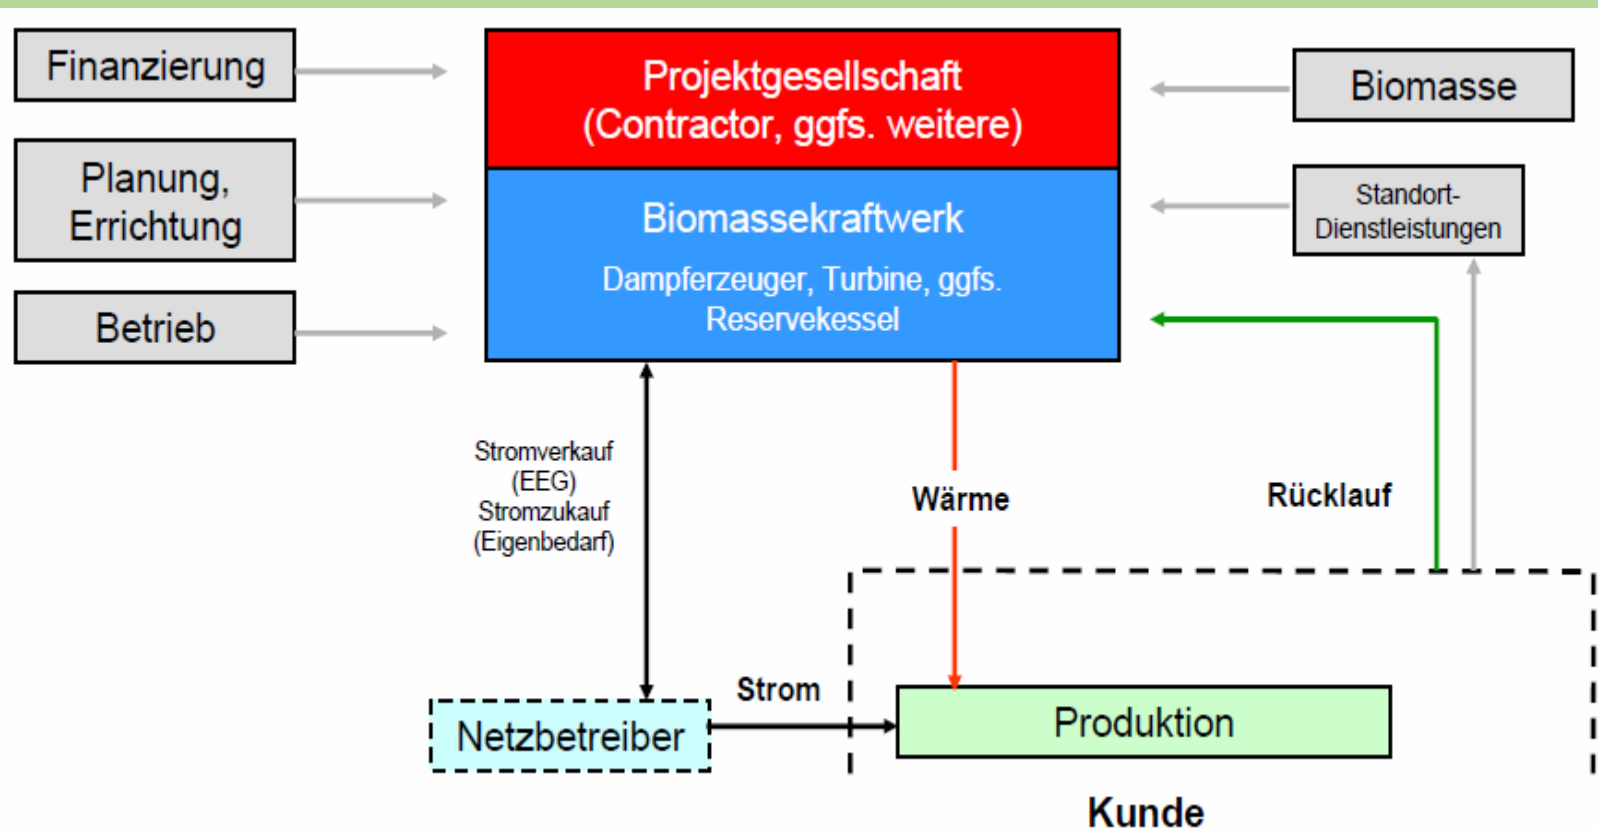 Finanzierung
Projektgesellschaft
(Contractor, ggfs. weitere)
Biomasse
Planung,
Errichtung
Biomassekraftwerk
Dampferzeuger, Turbine, ggfs.
Reservekessel
Standort-
Dienstleistungen
Betrieb
Stromverkauf
(EEG)
Stromzukauf
(Eigenbedarf)
Wärme
Rücklauf
Netzbetreiber
Strom
Produktion
Kunde